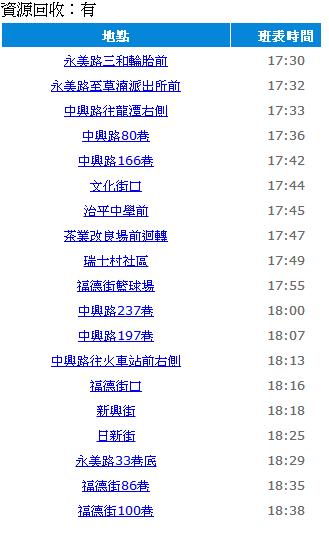 資源回收：有
地點 班表時間
永美路三和輪胎前 17:30
永美路至草湳派出所前 17:32
中興路往龍潭右側 17:33
中興路80巷 17:36
中興路166巷 17:42
文化街口 17:44
治平中學前 17:45
茶業改良場前迴轉 17:47
瑞士村社區 17:49
福德街籃球場 17:55
中興路237巷 18:00
中興路197巷 18:07
中興路往火車站前右側 18:13
福德街口 18:16
新興街 18:18
日新街 18:25
永美路33巷底 18:29
福德街86巷 18:35
福德街100巷 18:38